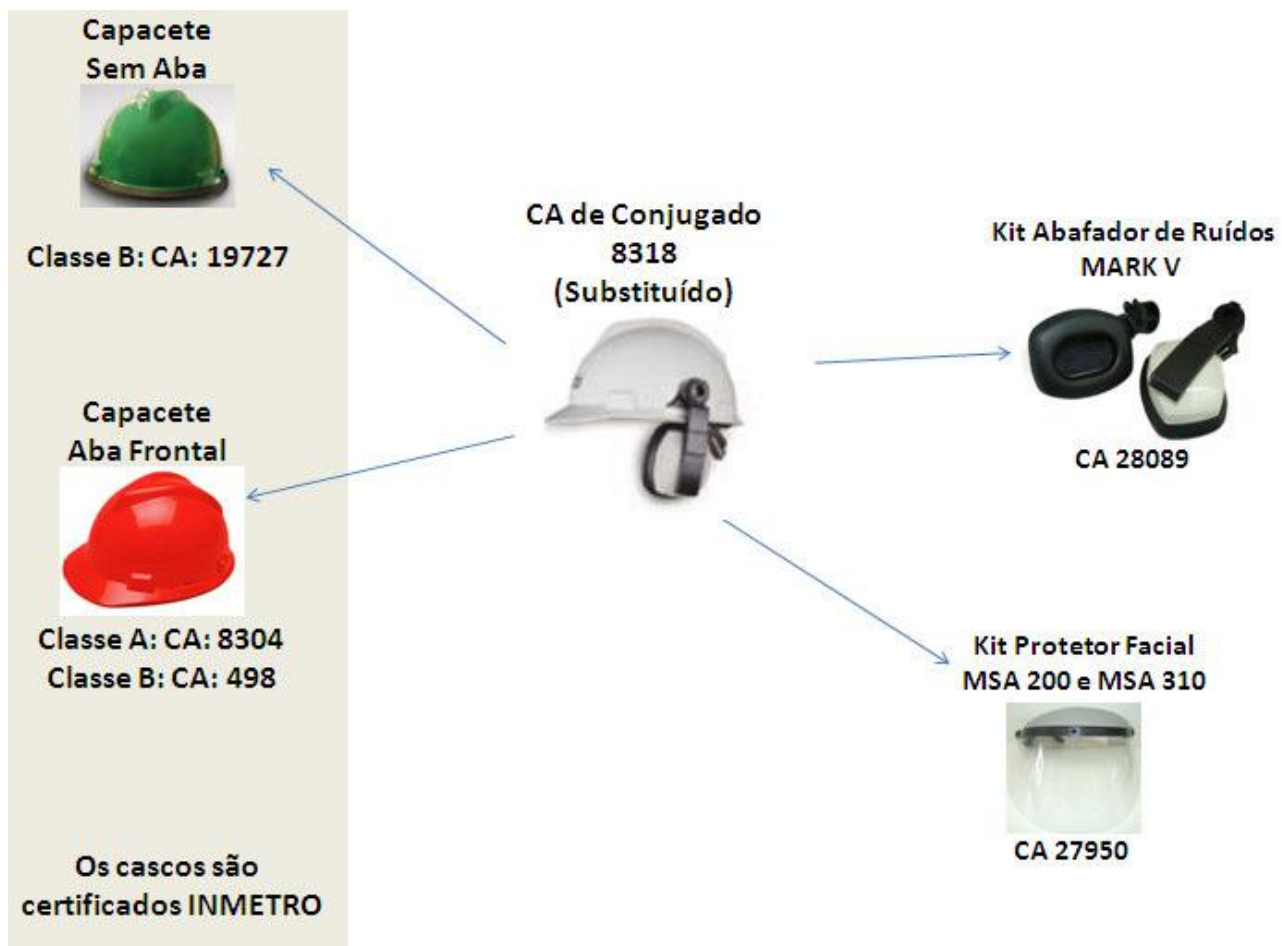 Capacete
Sem Aba
Classe B: CA: 19727
Capacete
Aba Frontal
Classe A: CA: 8304
Classe B: CA: 498
Os cascos são
certificados INMETRO
CA de Conjugado
8318
(Substituído)
Kit Abafador de Ruídos
MARK V
CA 28089
Kit Protetor Facial
MSA 200 e MSA 310
CA 27950